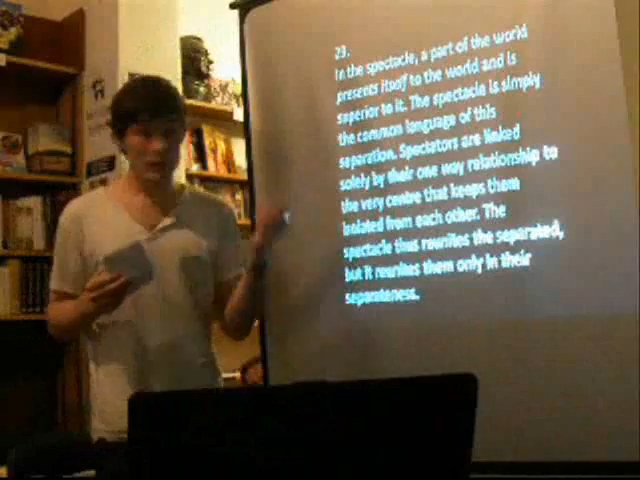 23.
In the spectacle, a part of the world
presents itself to the world and is
superior to it. The spectacle is simply
the common language of this
separation. Spectators are linked
solely by their one way relationship to
the very centre that keeps them
isolated from each other. The
spectacle thus reunites the separated,
but it reunites them only in their
separateness.